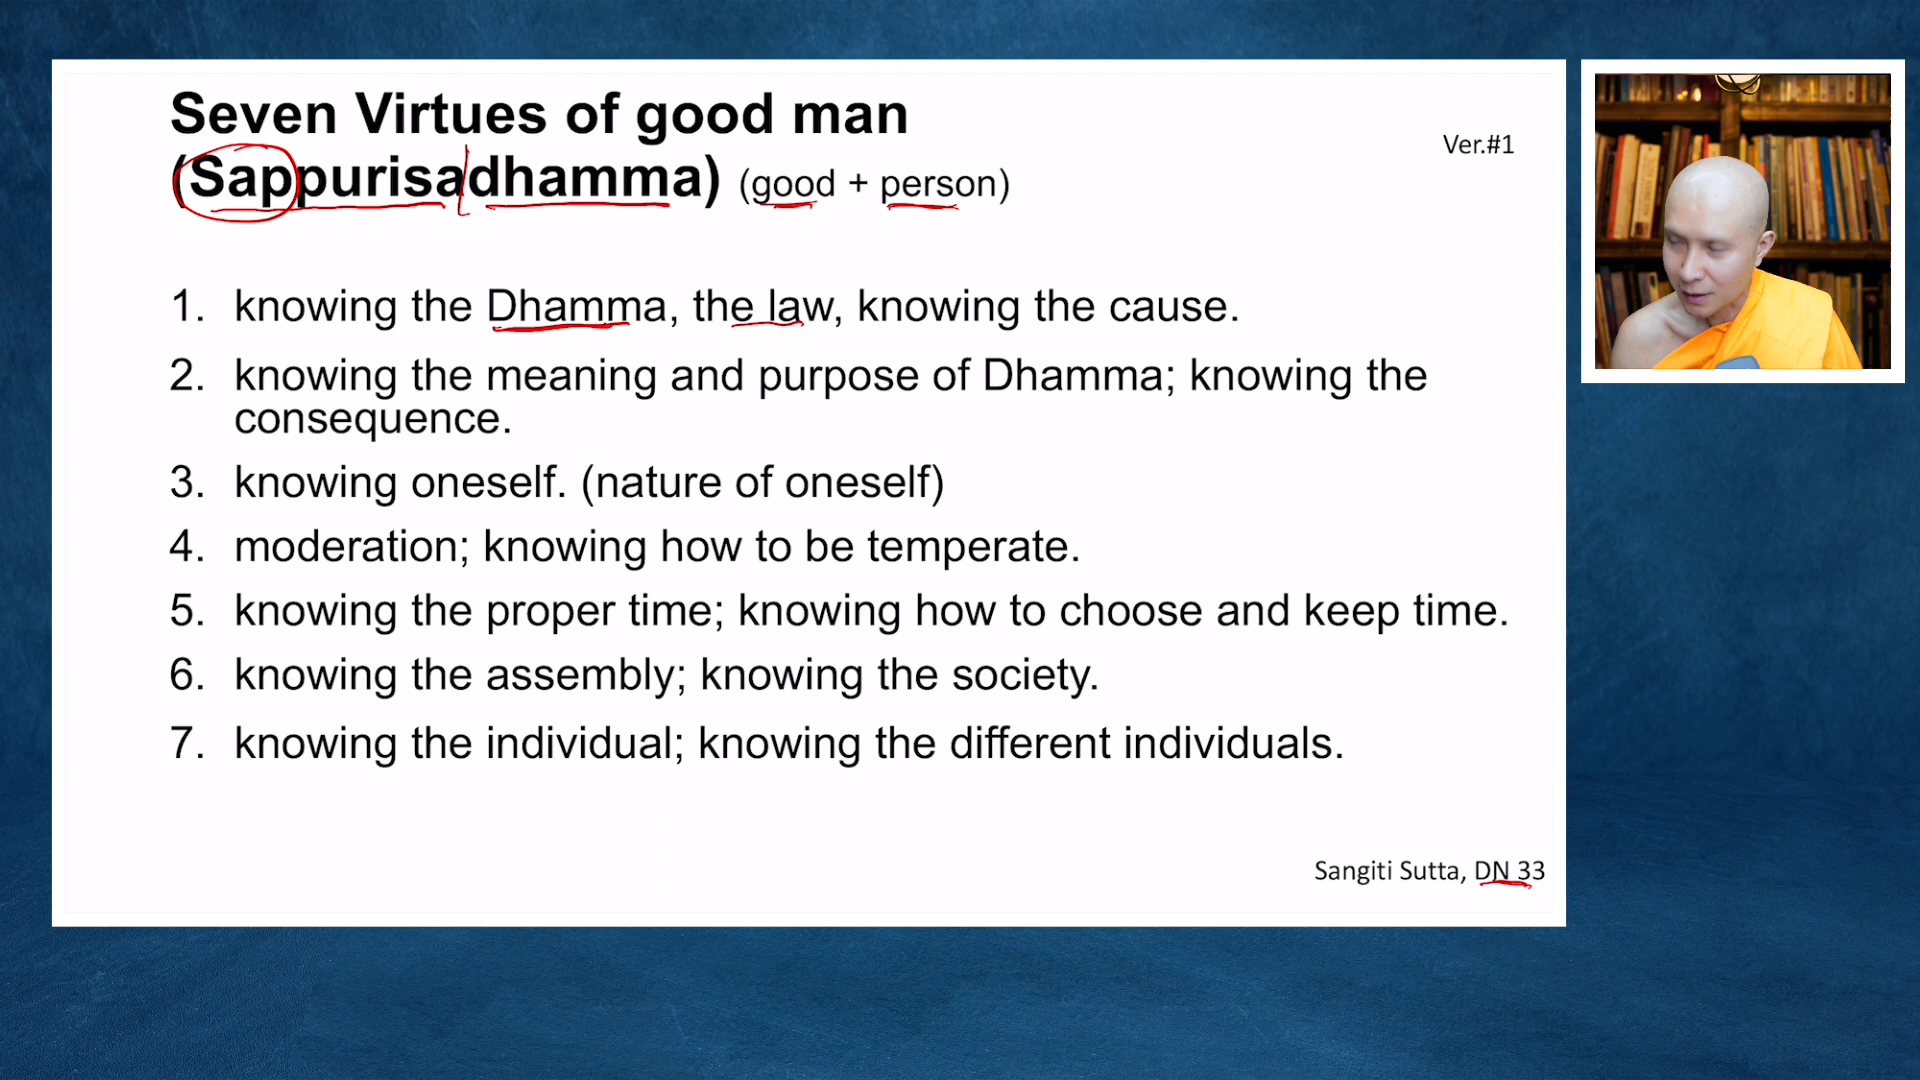 Seven Virtues of good man
(Sappurisadhamma) (good + person)
Ver.#1
1. knowing the Dhamma, the law, knowing the cause.
2. knowing the meaning and purpose of Dhamma; knowing the
consequence.
3. knowing oneself. (nature of oneself)
4. moderation; knowing how to be temperate.
5. knowing the proper time; knowing how to choose and keep time.
6. knowing the assembly; knowing the society.
7. knowing the individual; knowing the different individuals.
Sangiti Sutta, DN 33